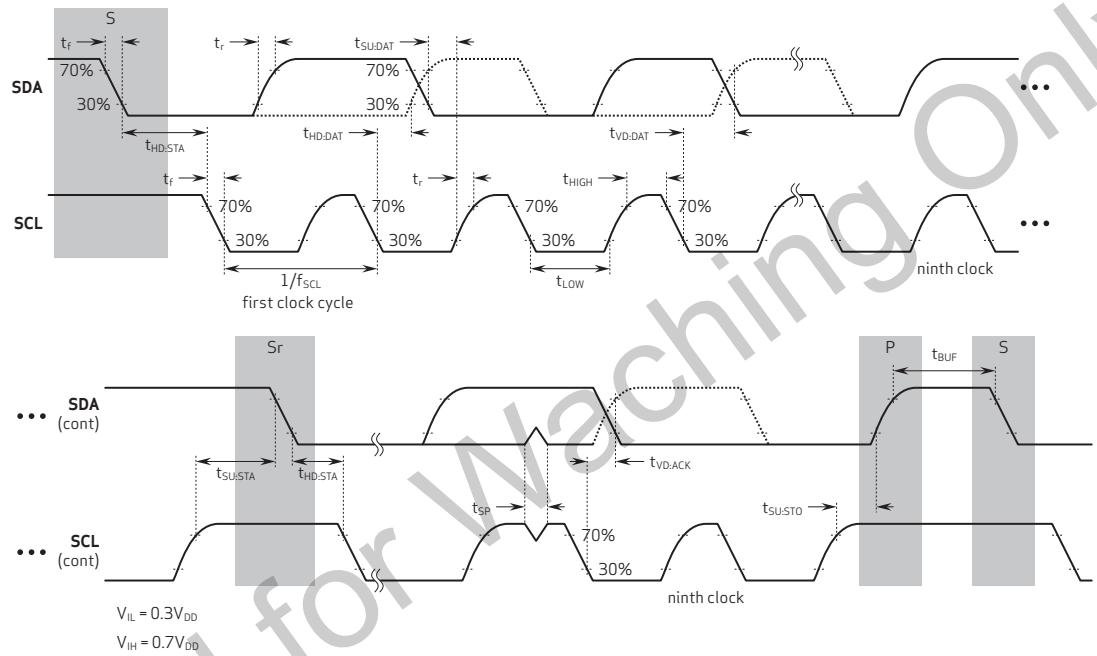 S
t_f
t_r
t_SU:DAT
70%
70%
SDA
30%
30%
•••
t_HD:STA
t_HD:DAT
t_VD:DAT
t_f
t_r
t_HIGH
70%
70%
70%
70%
SCL
30%
30%
30%
30%
•••
1/f_SCL
t_LOW
ninth clock
first clock cycle
Sr
P
t_BUF
S
••• SDA
(cont)
t_SU:STA
t_HD:STA
t_VD:ACK
t_SP
t_SU:STO
••• SCL
(cont)
70%
30%
ninth clock
V_IL = 0.3V_DD
V_IH = 0.7V_DD
for Waching Only